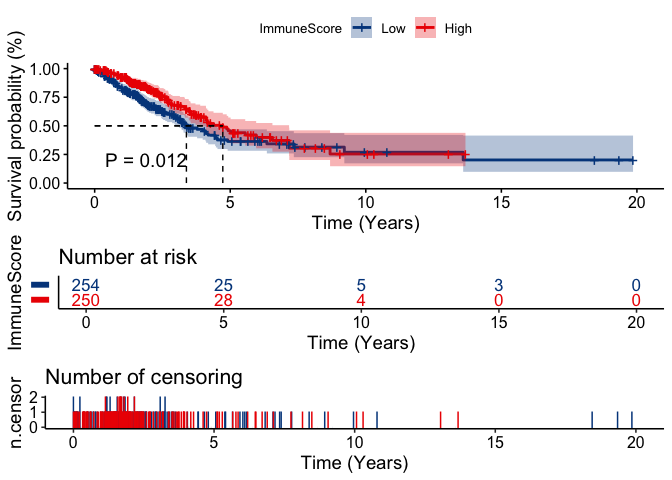 ImmuneScore Low High
Survival probability (%)
1.00
0.75
0.50
0.25
0.00
P = 0.012
0 5 10 15 20
Time (Years)
Number at risk
ImmuneScore
254 25 5 3 0
250 28 4 0 0
0 5 10 15 20
Time (Years)
Number of censoring
n.censor
2
1
0
0 5 10 15 20
Time (Years)